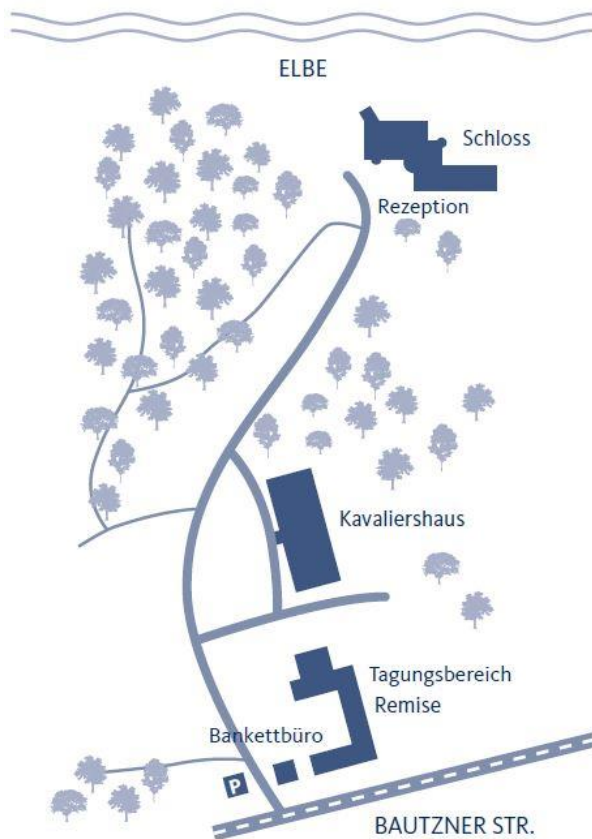 ELBE
Schloss
Rezeption
Kavaliershaus
Tagungsbereich
Remise
Bankettbüro
P
BAUTZNER STR.